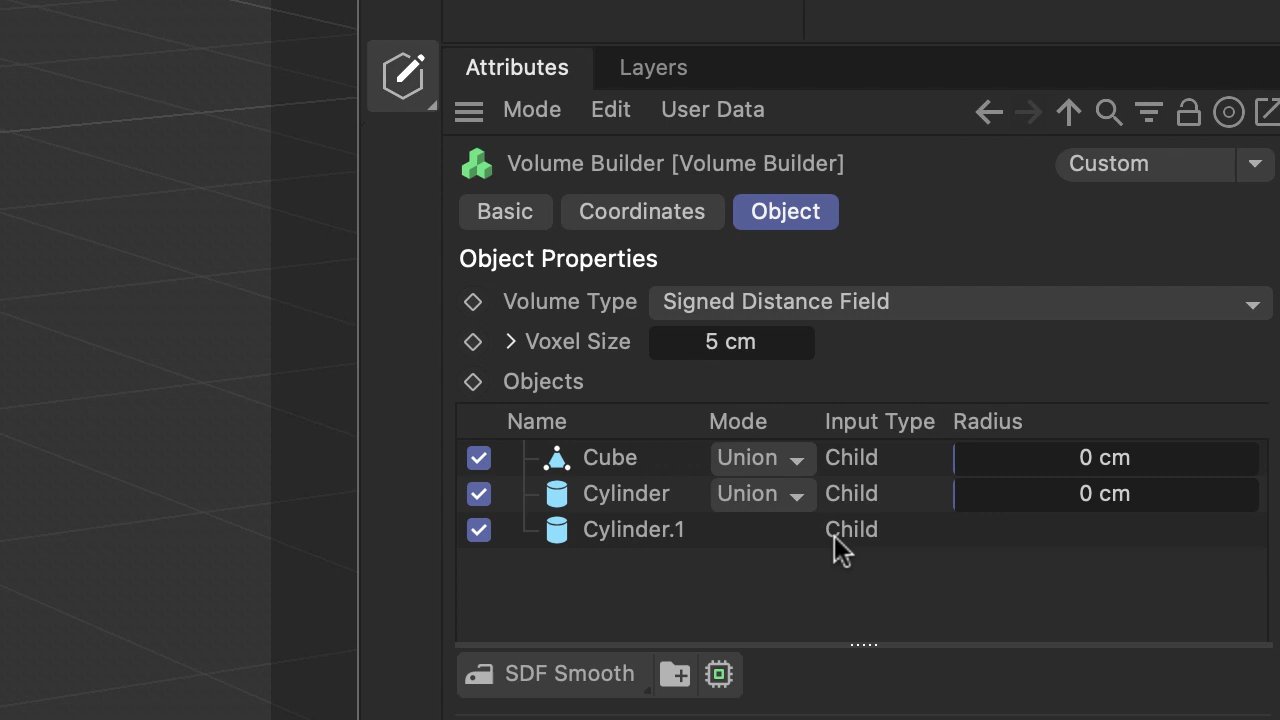 Attributes Layers
Mode Edit User Data
Volume Builder [Volume Builder] Custom
Basic Coordinates Object
Object Properties
Volume Type Signed Distance Field
Voxel Size 5 cm
Objects
Name Mode Input Type Radius
Cube Union Child 0 cm
Cylinder Union Child 0 cm
Cylinder.1 Child
SDF Smooth